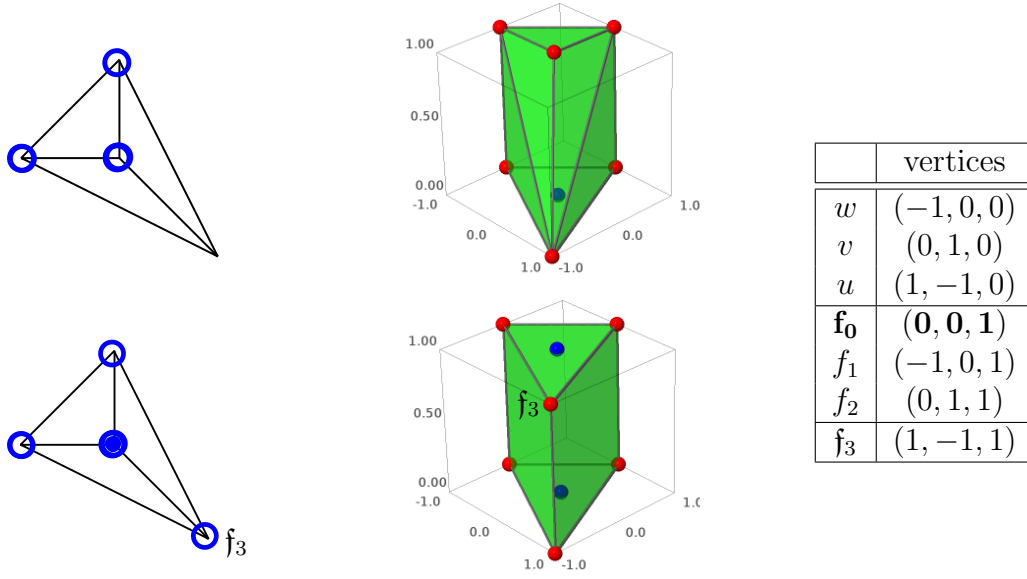 1.00
0.50
0.00
-1.0
0.0
1.0
-1.0
0.0
1.0
𝔣₃
1.00
0.50
0.00
-1.0
0.0
1.0
-1.0
0.0
1.0
𝔣₃
vertices
w (−1, 0, 0)
v (0, 1, 0)
u (1, −1, 0)
f₀ (0, 0, 1)
f₁ (−1, 0, 1)
f₂ (0, 1, 1)
𝔣₃ (1, −1, 1)